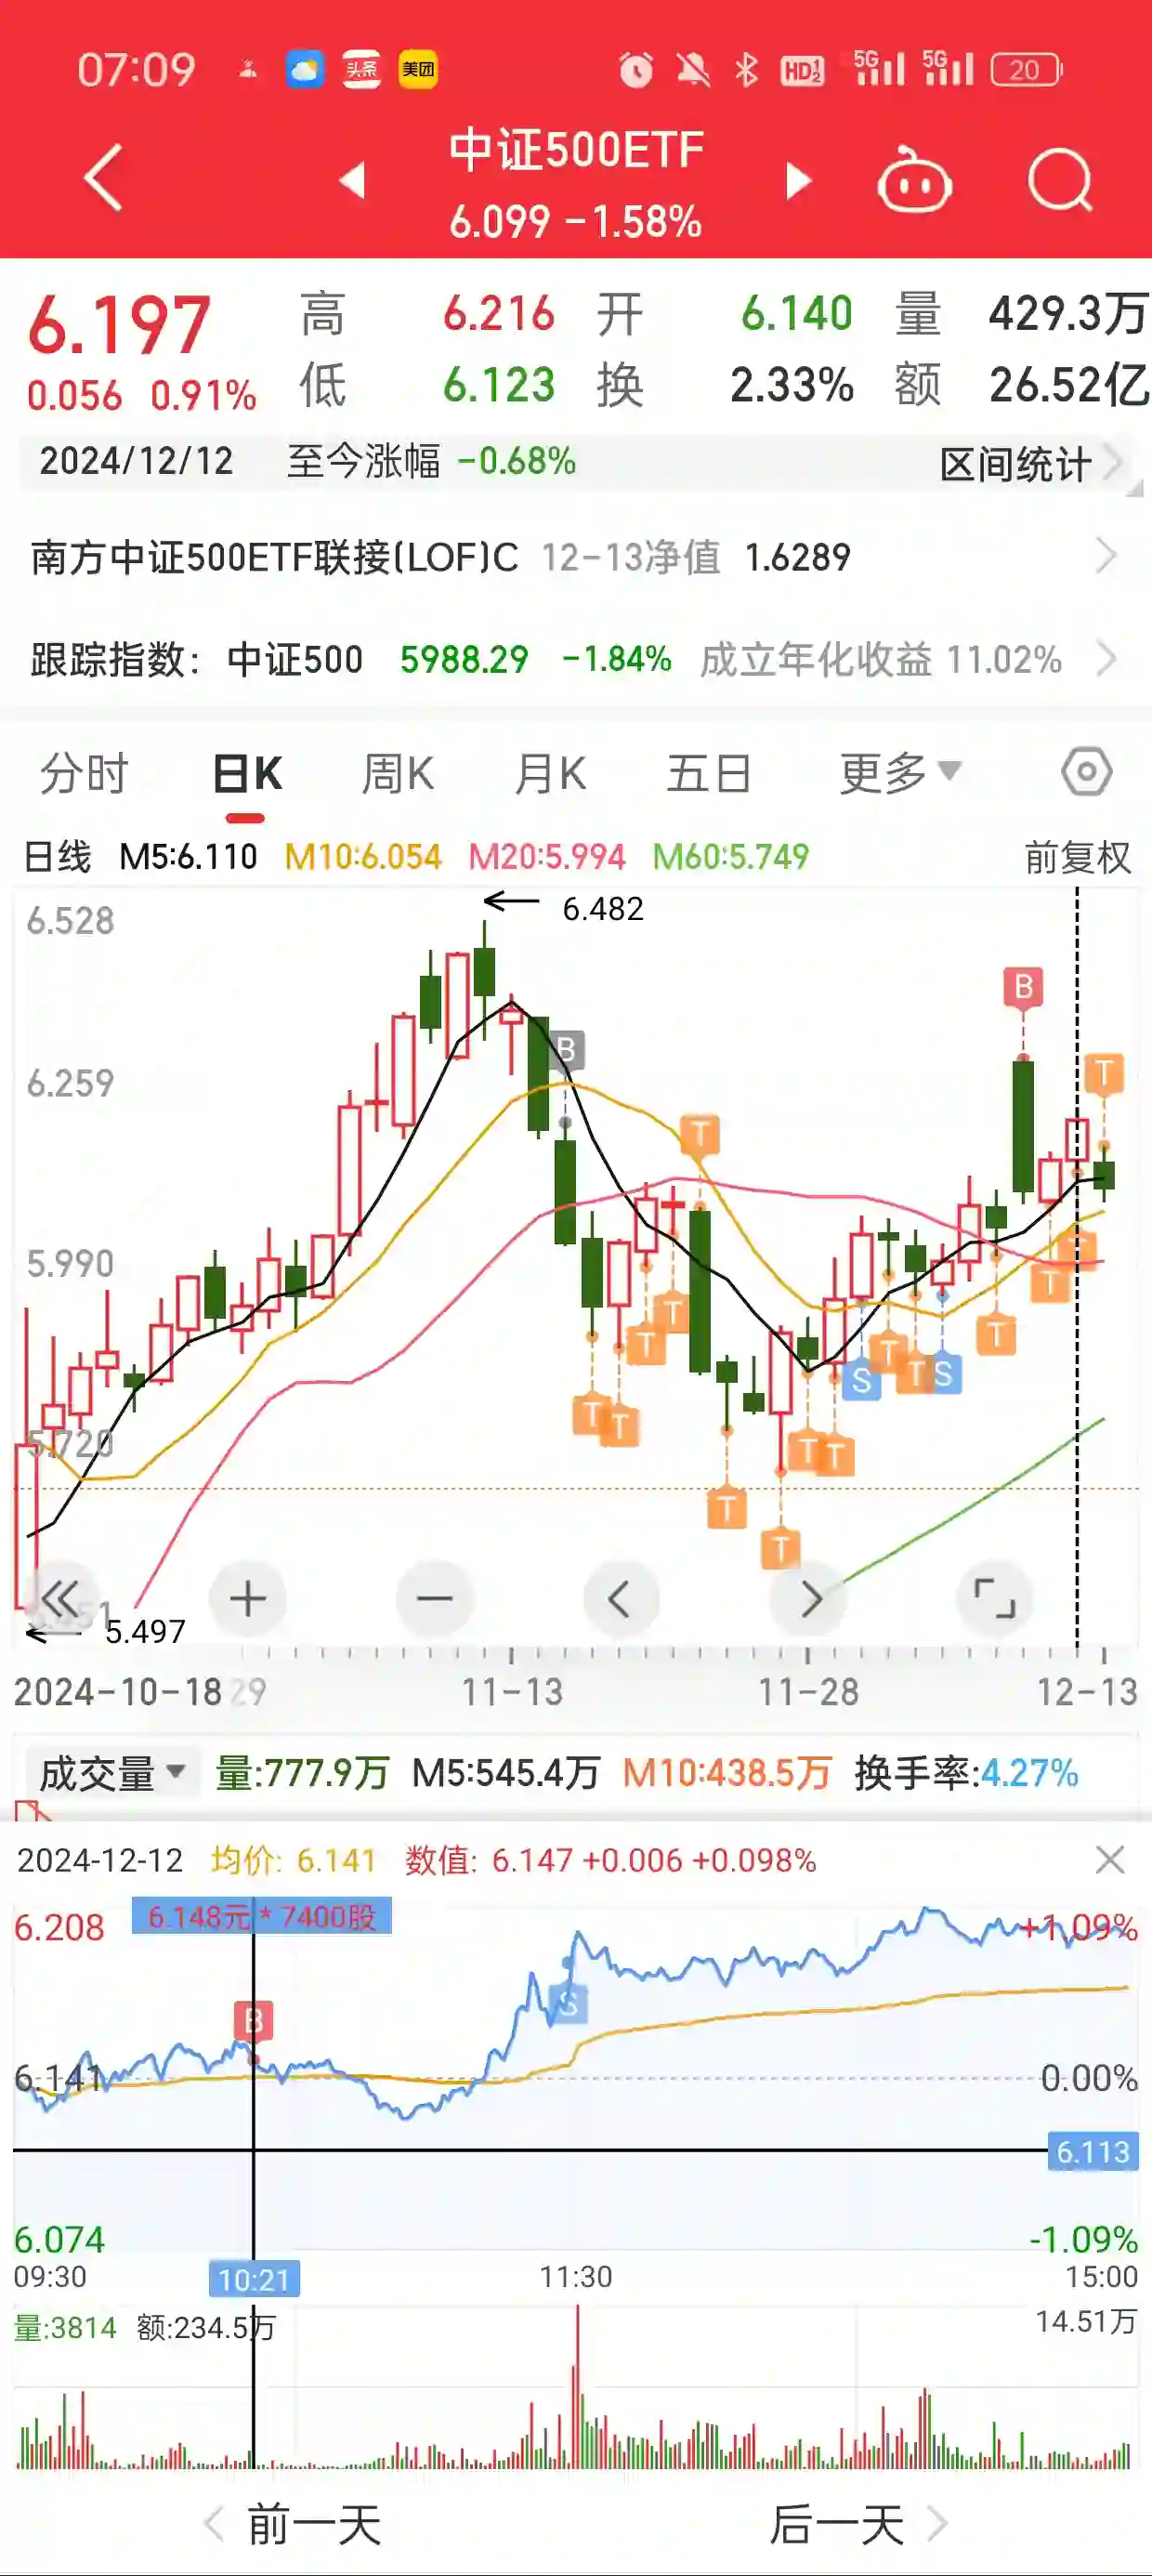 07:09 头条 美团 HD 1 2 5G 5G 20
中证500ETF
6.099 -1.58%
6.197 高 6.216 开 6.140 量 429.3万
0.056 0.91% 低 6.123 换 2.33% 额 26.52亿
2024/12/12 至今涨幅 -0.68% 区间统计
南方中证500ETF联接(LOF)C 12-13净值 1.6289
跟踪指数: 中证500 5988.29 -1.84% 成立年化收益 11.02%
分时 日K 周K 月K 五日 更多
日线 M5:6.110 M10:6.054 M20:5.994 M60:5.749 前复权
6.482
6.528
B
B
6.259
T
T
5.990
T
T
T
T
T
T
T
S
T
S
T
T
5.720
T
T
T
T
T
5.497
2024-10-18 29 11-13 11-28 12-13
成交量 量:777.9万 M5:545.4万 M10:438.5万 换手率:4.27%
2024-12-12 均价: 6.141 数值: 6.147 +0.006 +0.098%
6.148元 * 7400股
6.208 +1.09%
S
B
6.141 0.00%
6.113
6.074 -1.09%
09:30 10:21 11:30 15:00
量:3814 额:234.5万 14.51万
前一天 后一天